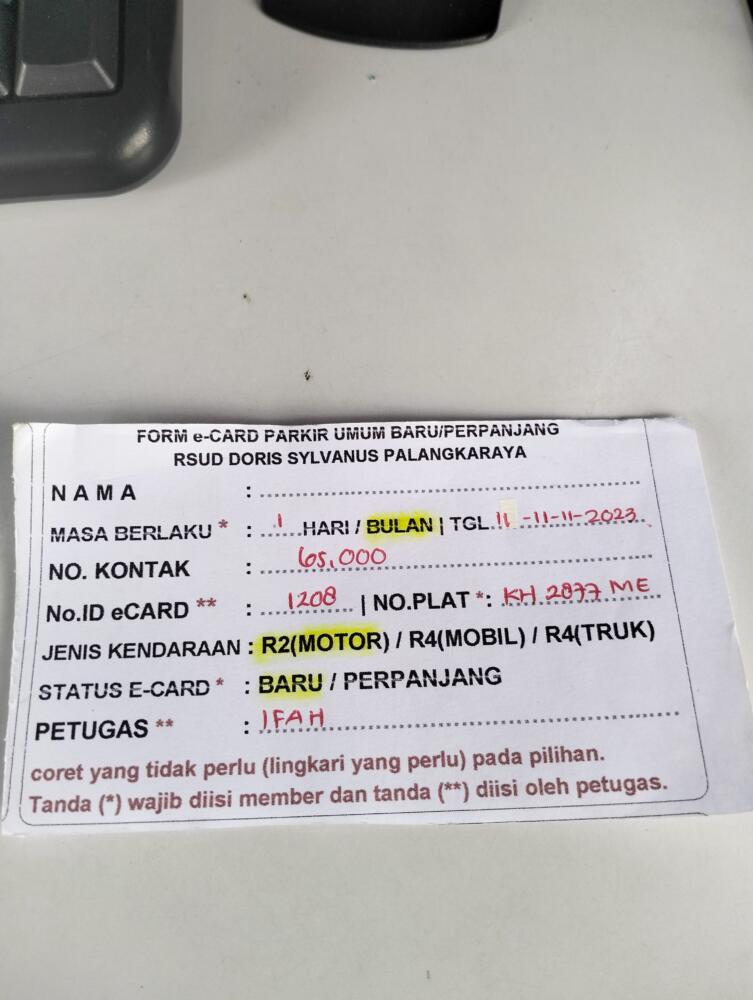 FORM e-CARD PARKIR UMUM BARU/PERPANJANG
RSUD DORIS SYLVANUS PALANGKARAYA
N A M A :
MASA BERLAKU * : 1 HARI / BULAN | TGL 11 -11-11-2023
NO. KONTAK : 65.000
No.ID eCARD ** : 1208 | NO.PLAT *: KH 2877 ME
JENIS KENDARAAN : R2(MOTOR) / R4(MOBIL) / R4(TRUK)
STATUS E-CARD * : BARU / PERPANJANG
PETUGAS ** : IFAH
coret yang tidak perlu (lingkari yang perlu) pada pilihan.
Tanda (*) wajib diisi member dan tanda (**) diisi oleh petugas.